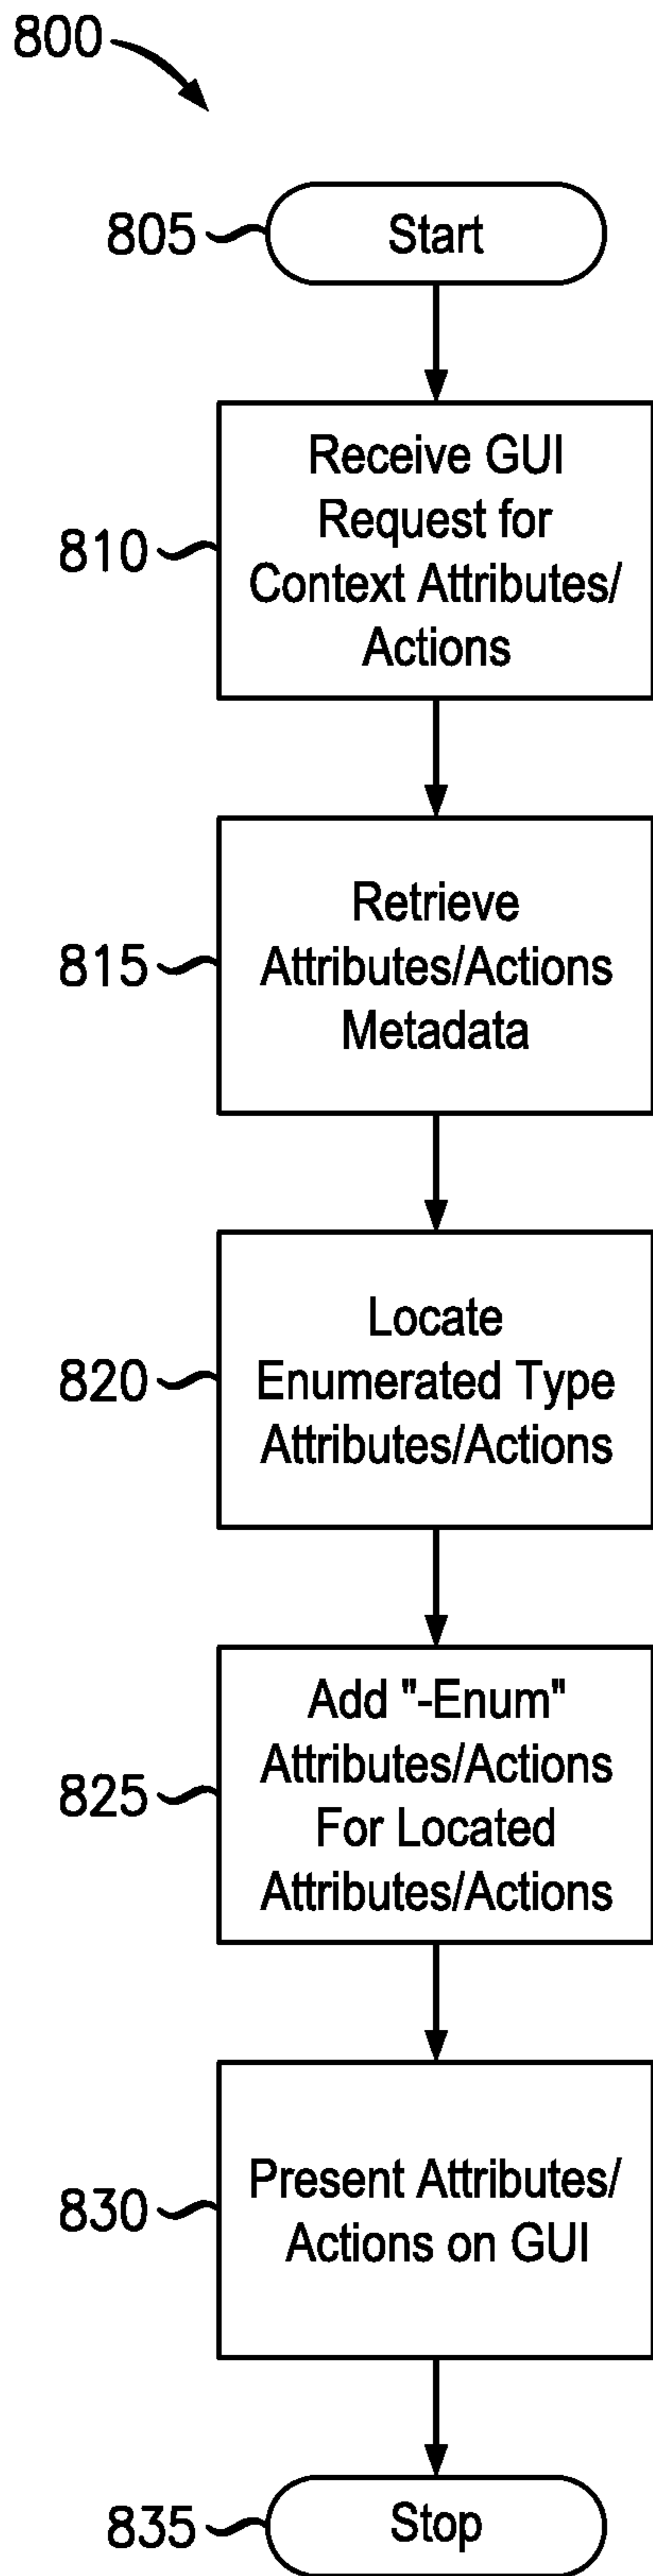 800
805
Start
810
Receive GUI
Request for
Context Attributes/
Actions
815
Retrieve
Attributes/Actions
Metadata
820
Locate
Enumerated Type
Attributes/Actions
825
Add "-Enum"
Attributes/Actions
For Located
Attributes/Actions
830
Present Attributes/
Actions on GUI
835
Stop